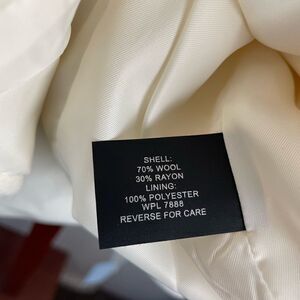 SHELL:
70% WOOL
30% RAYON
LINING:
100% POLYESTER
WPL 7888
REVERSE FOR CARE